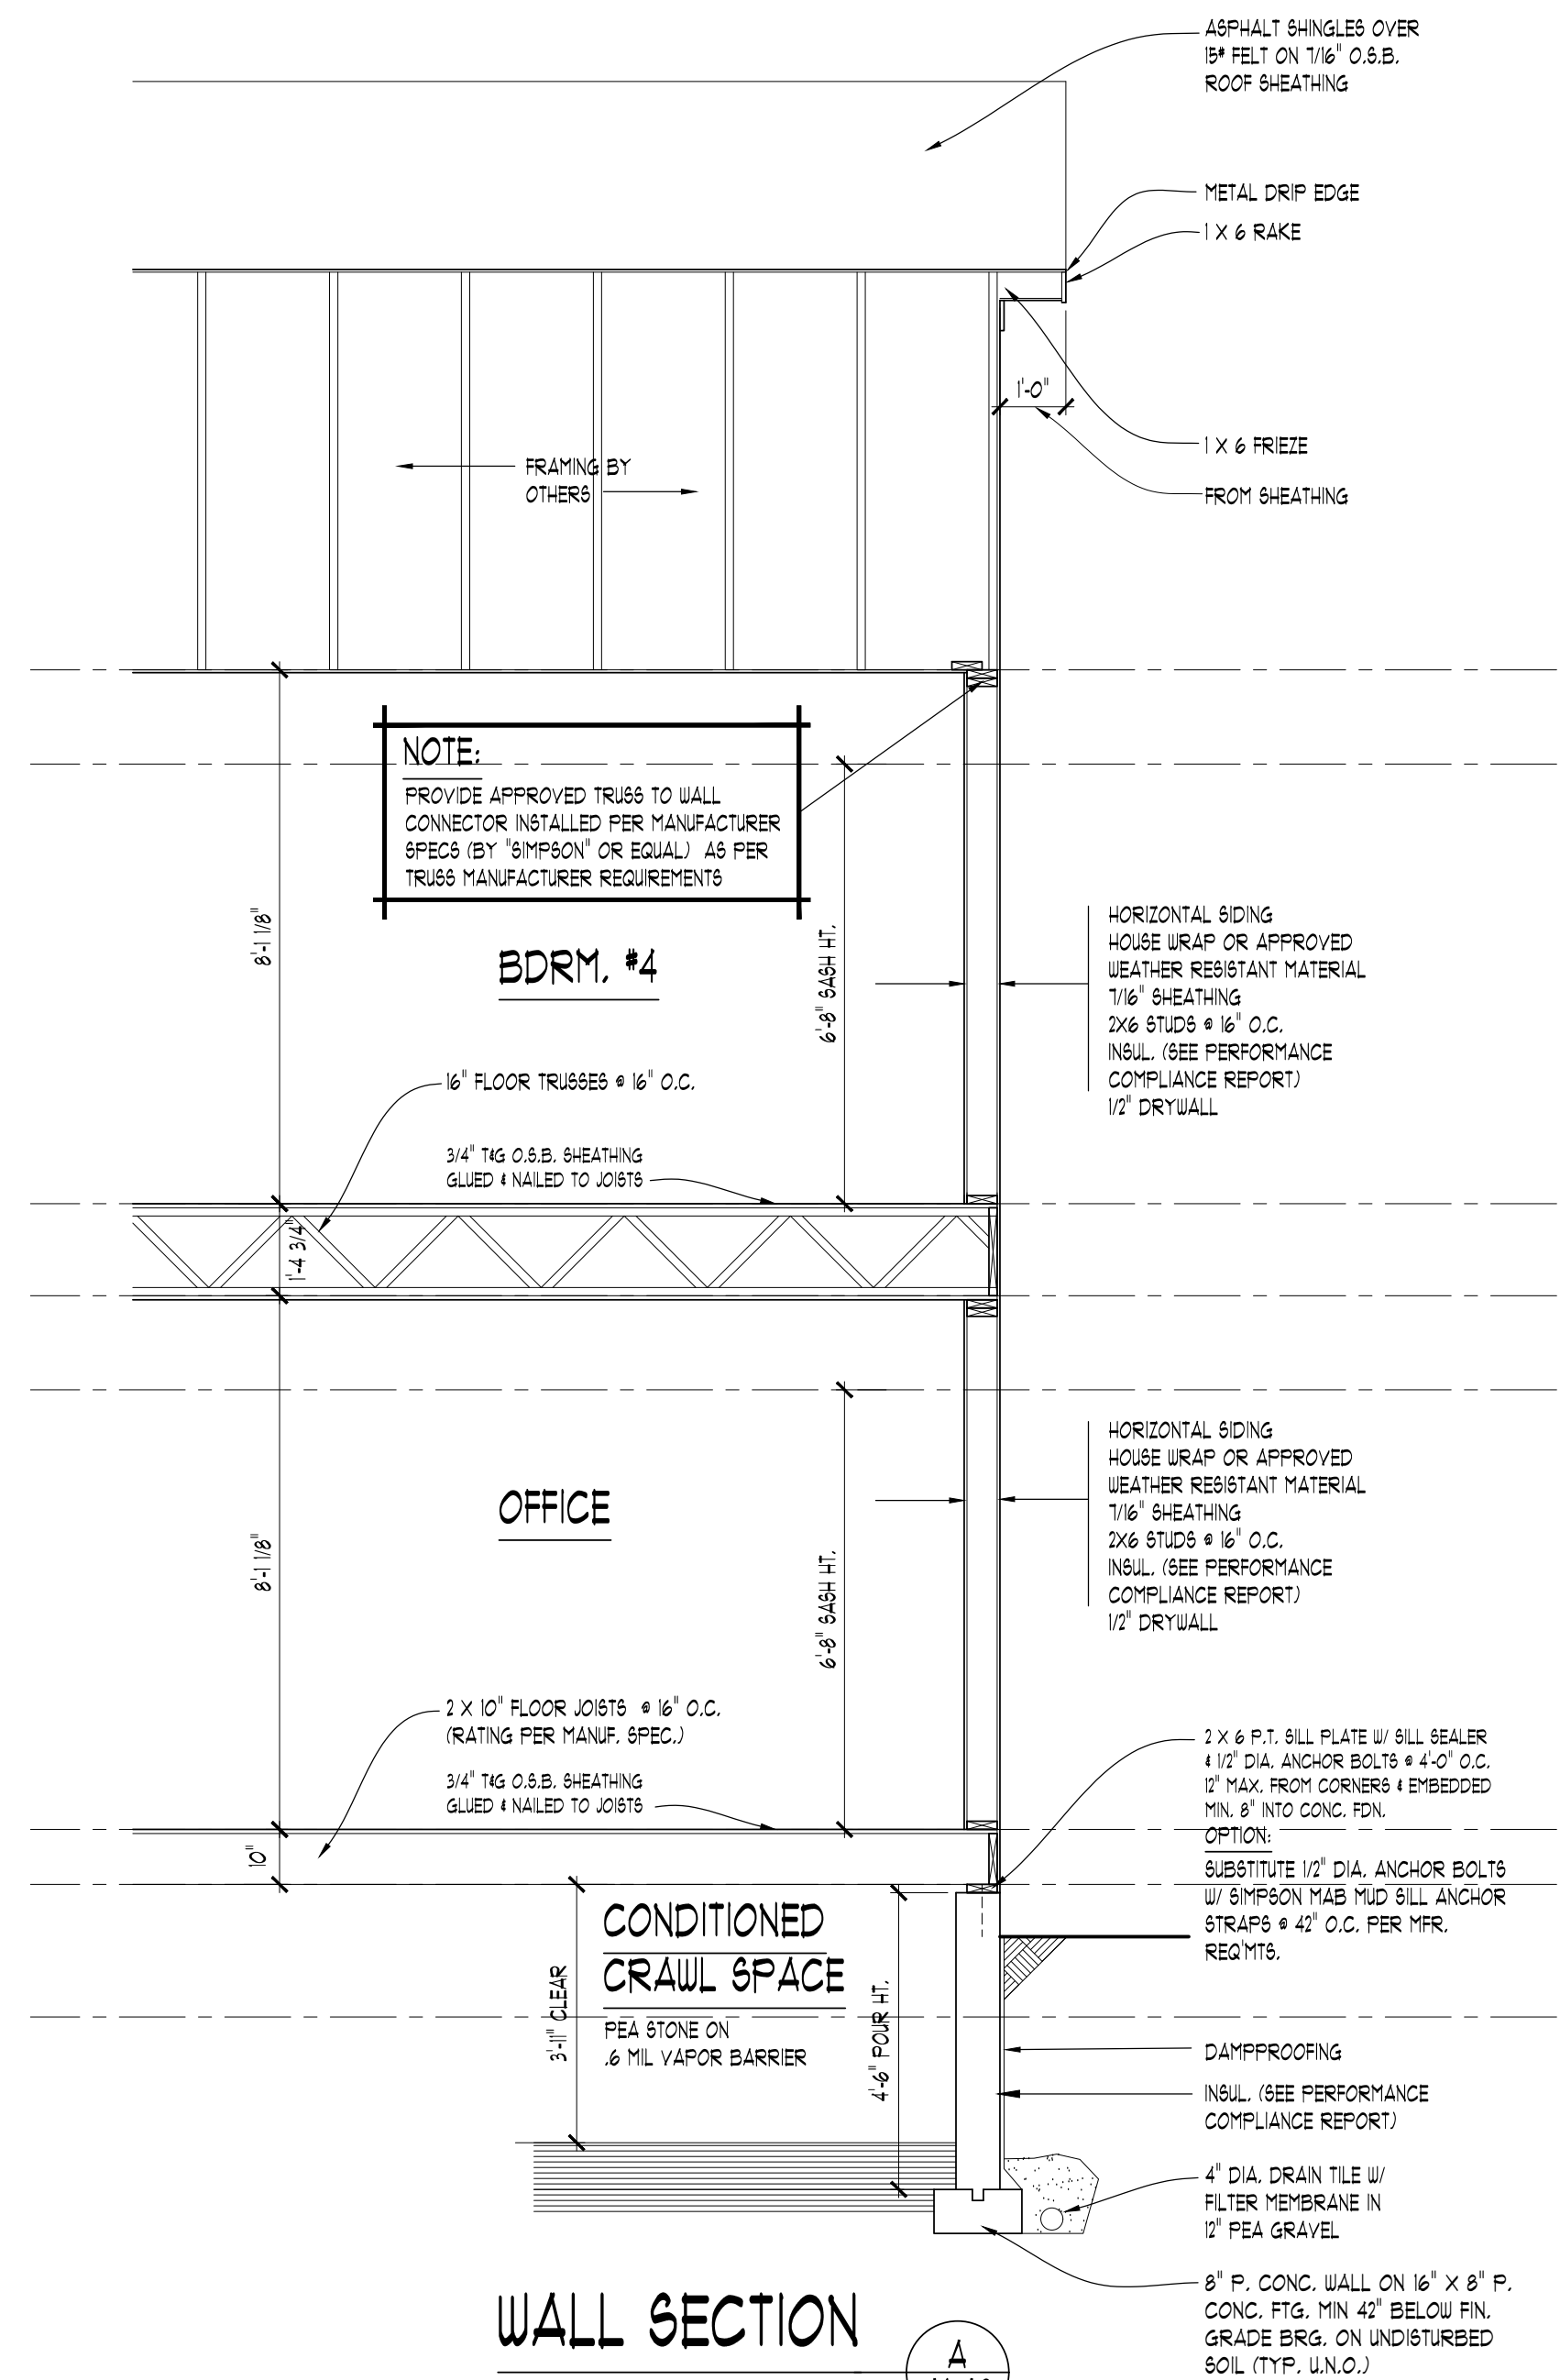 ASPHALT SHINGLES OVER
15# FELT ON 7/16" O.S.B.
ROOF SHEATHING
METAL DRIP EDGE
1 X 6 RAKE
1'-0"
1 X 6 FRIEZE
FROM SHEATHING
FRAMING BY
OTHERS
NOTE:
PROVIDE APPROVED TRUSS TO WALL
CONNECTOR INSTALLED PER MANUFACTURER
SPECS (BY "SIMPSON" OR EQUAL) AS PER
TRUSS MANUFACTURER REQUIREMENTS
8'-1 1/8"
BDRM. #4
6'-8" SASH HT.
HORIZONTAL SIDING
HOUSE WRAP OR APPROVED
WEATHER RESISTANT MATERIAL
7/16" SHEATHING
2X6 STUDS @ 16" O.C.
INSUL. (SEE PERFORMANCE
COMPLIANCE REPORT)
1/2" DRYWALL
16" FLOOR TRUSSES @ 16" O.C.
3/4" T&G O.S.B. SHEATHING
GLUED & NAILED TO JOISTS
1'-4 3/4"
8'-1 1/8"
OFFICE
6'-8" SASH HT.
HORIZONTAL SIDING
HOUSE WRAP OR APPROVED
WEATHER RESISTANT MATERIAL
7/16" SHEATHING
2X6 STUDS @ 16" O.C.
INSUL. (SEE PERFORMANCE
COMPLIANCE REPORT)
1/2" DRYWALL
2 X 10" FLOOR JOISTS @ 16" O.C.
(RATING PER MANUF. SPEC.)
3/4" T&G O.S.B. SHEATHING
GLUED & NAILED TO JOISTS
10"
2 X 6 P.T. SILL PLATE W/ SILL SEALER
& 1/2" DIA. ANCHOR BOLTS @ 4'-0" O.C.
12" MAX. FROM CORNERS & EMBEDDED
MIN. 8" INTO CONC. FDN.
OPTION:
SUBSTITUTE 1/2" DIA. ANCHOR BOLTS
W/ SIMPSON MAB MUD SILL ANCHOR
STRAPS @ 42" O.C. PER MFR.
REQ'MTS.
3'-11" CLEAR
CONDITIONED
CRAWL SPACE
PEA STONE ON
.6 MIL VAPOR BARRIER
4'-6" POUR HT.
DAMPPROOFING
INSUL. (SEE PERFORMANCE
COMPLIANCE REPORT)
4" DIA. DRAIN TILE W/
FILTER MEMBRANE IN
12" PEA GRAVEL
8" P. CONC. WALL ON 16" X 8" P.
CONC. FTG. MIN 42" BELOW FIN.
GRADE BRG. ON UNDISTURBED
SOIL (TYP. U.N.O.)
WALL SECTION
A